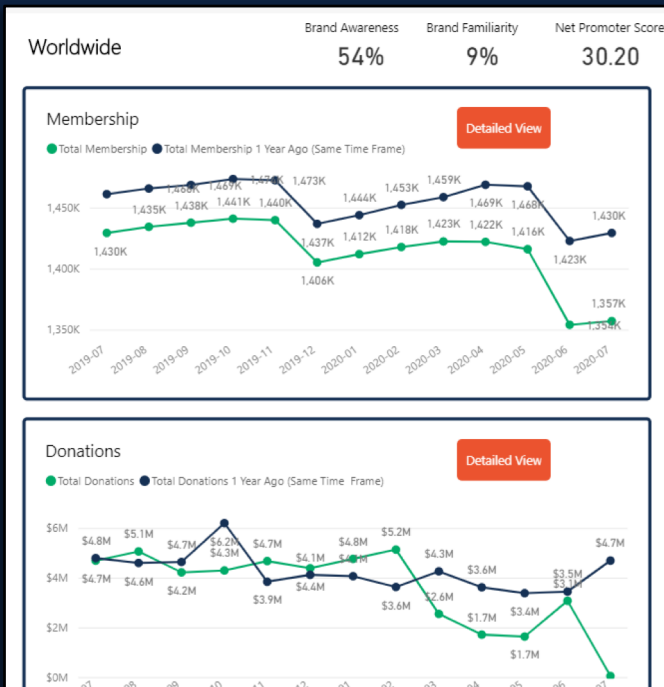 Worldwide
Brand Awareness
54%
Brand Familiarity
9%
Net Promoter Score
30.20
Membership
Detailed View
Total Membership Total Membership 1 Year Ago (Same Time Frame)
1,450K
1,400K
1,350K
1,468K 1,469K 1,473K
1,444K 1,453K 1,459K 1,469K 1,468K 1,430K
1,437K 1,423K
1,430K 1,435K 1,438K 1,441K 1,440K
1,406K 1,412K 1,418K 1,423K 1,422K 1,416K
1,357K
1,354K
2019-07 2019-08 2019-09 2019-10 2019-11 2019-12 2020-01 2020-02 2020-03 2020-04 2020-05 2020-06 2020-07
Donations
Detailed View
Total Donations Total Donations 1 Year Ago (Same Time Frame)
$6M
$4M
$2M
$0M
$4.8M $5.1M $4.7M $6.2M $4.7M $4.1M $4.8M $5.2M $4.3M $3.6M $3.5M $4.7M
$4.3M $3.1M
$4.7M $4.6M $4.2M $3.9M $4.4M $3.6M $2.6M $1.7M $3.4M
$1.7M